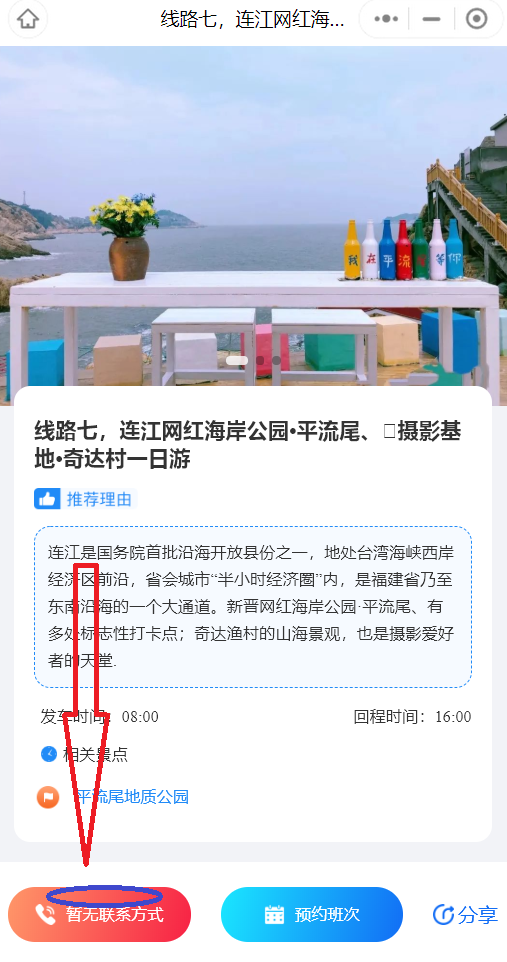 线路七，连江网红海...
我在平流尾等你
线路七，连江网红海岸公园•平流尾、摄影基
地•奇达村一日游
推荐理由
连江是国务院首批沿海开放县份之一，地处台湾海峡西岸
经济区前沿，省会城市“半小时经济圈”内，是福建省乃至
东南沿海的一个大通道。新晋网红海岸公园·平流尾、有
多处标志性打卡点；奇达渔村的山海景观，也是摄影爱好
者的天堂.
发车时间：08:00
回程时间：16:00
相关景点
平流尾地质公园
暂无联系方式
预约班次
分享